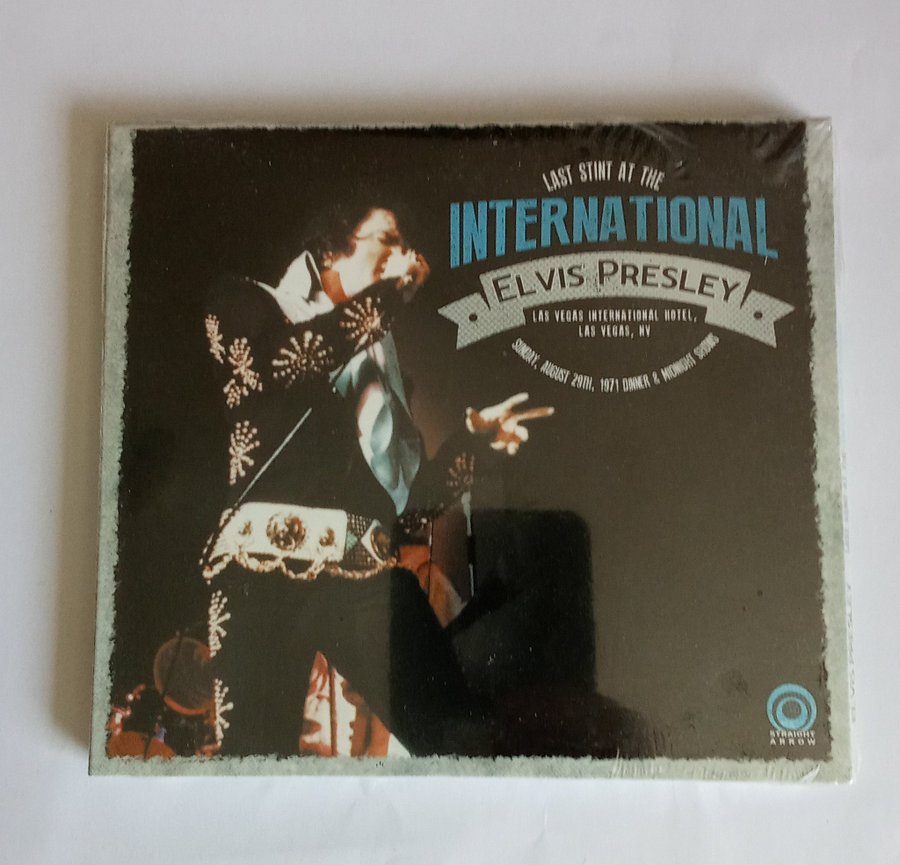 LAST STINT AT THE
INTERNATIONAL
ELVIS PRESLEY
LAS VEGAS INTERNATIONAL HOTEL,
LAS VEGAS, NV
SUNDAY, AUGUST 29TH, 1971 DINNER & MIDNIGHT SHOWS
STRAIGHT
ARROW